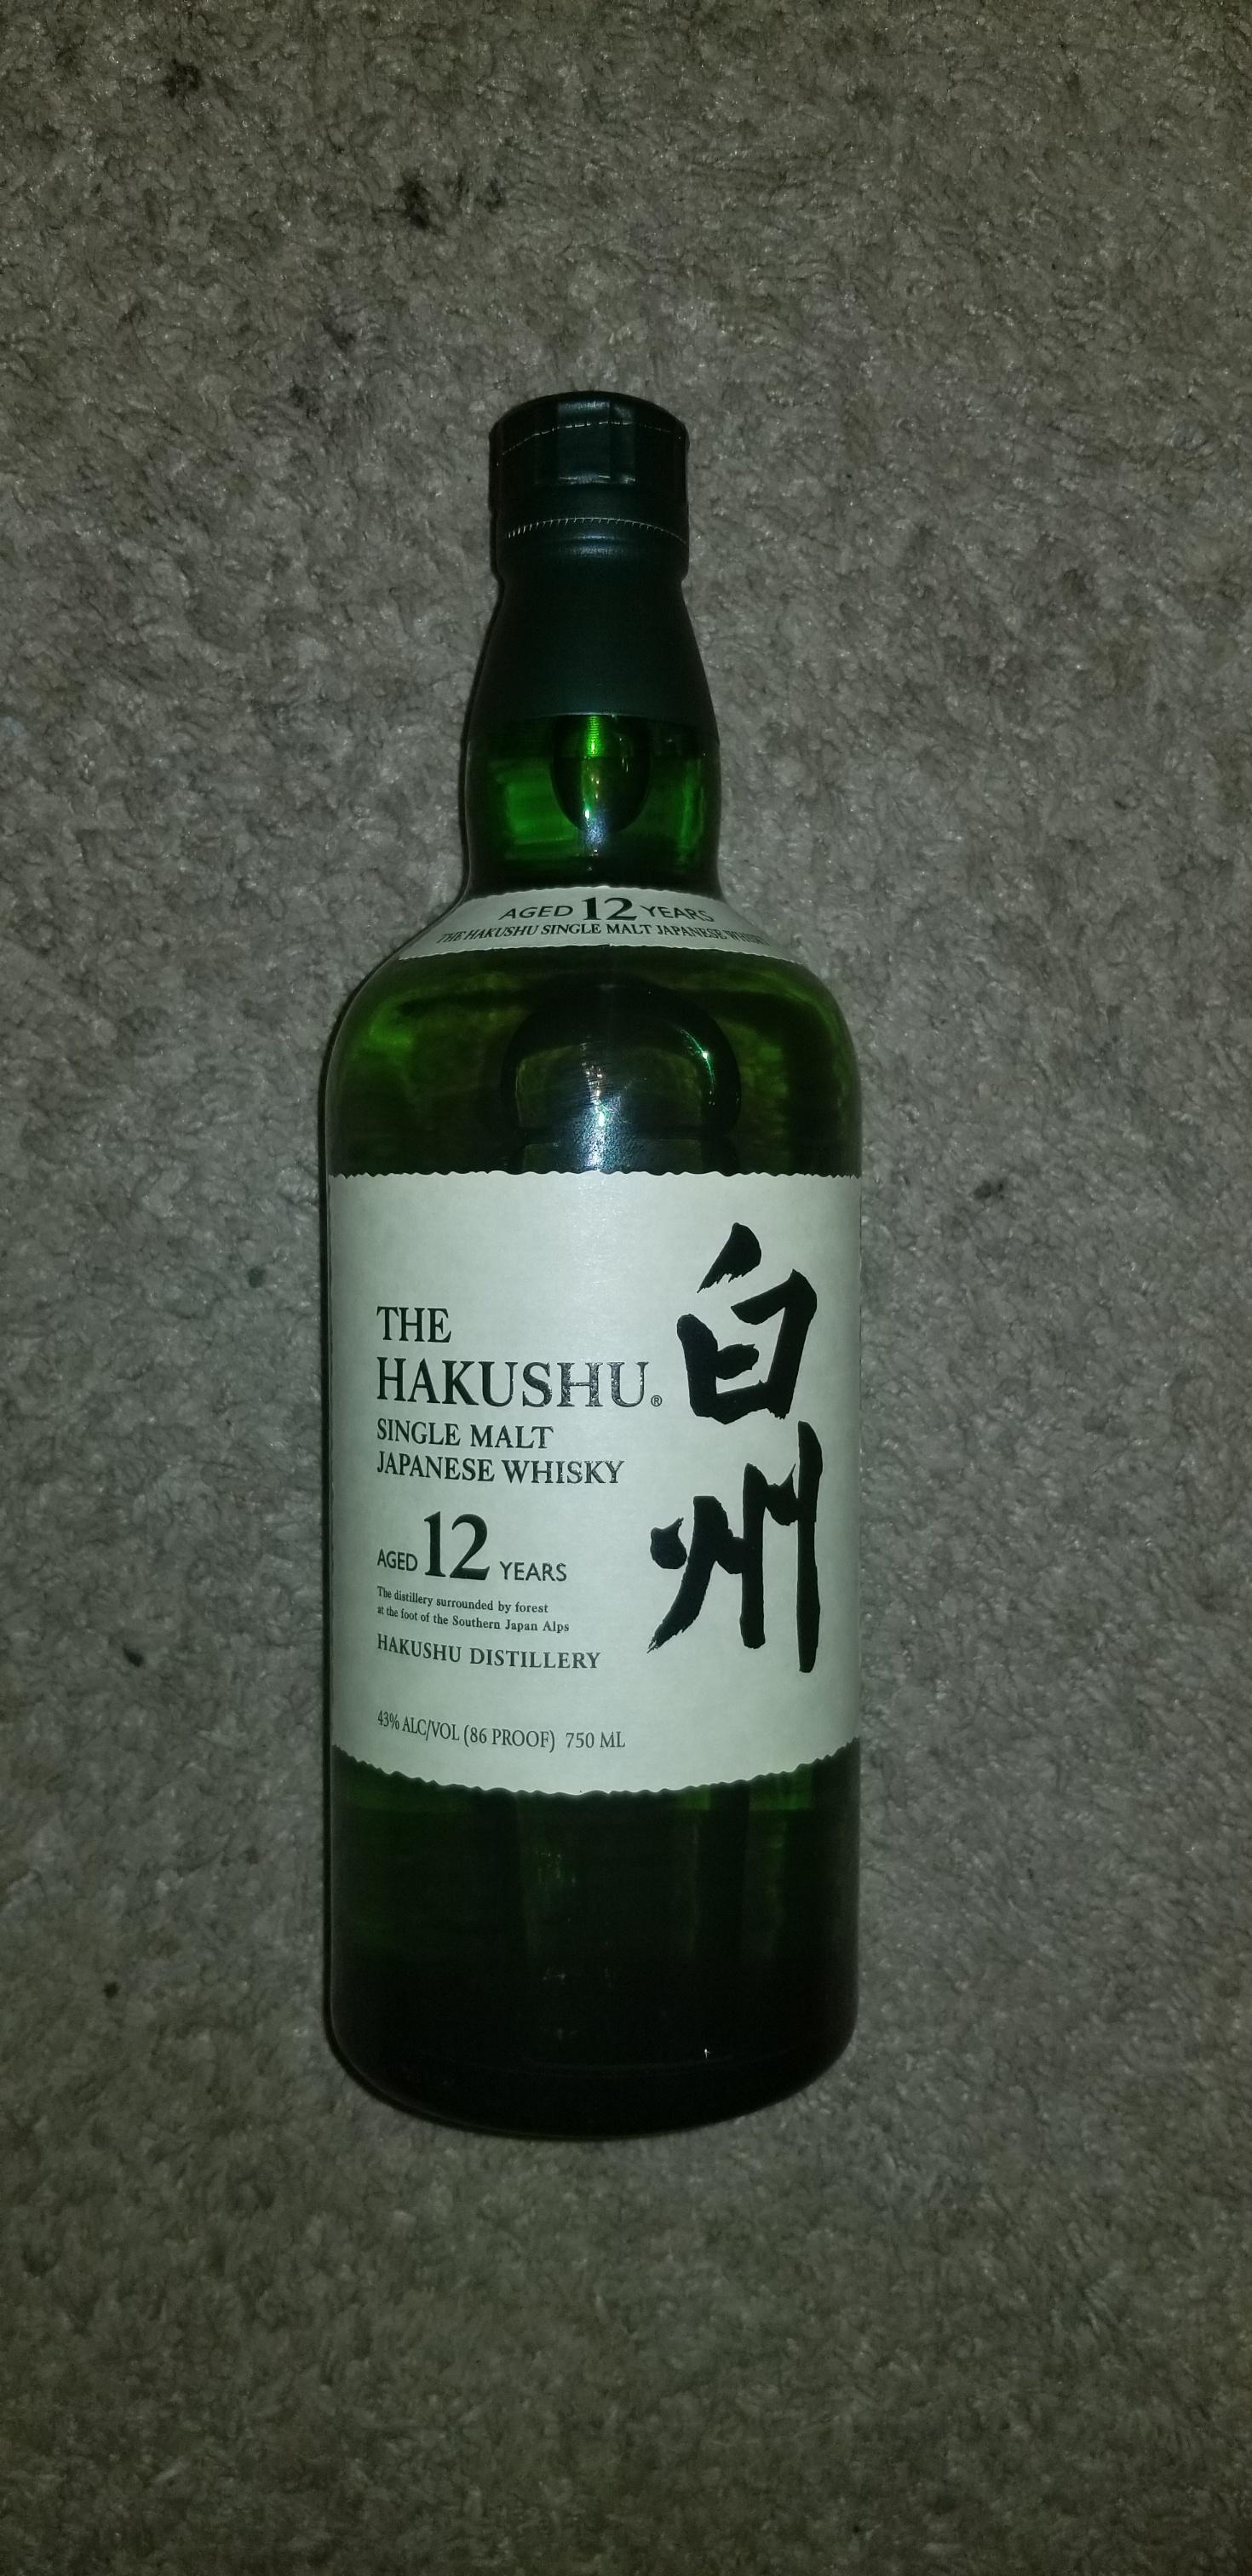 AGED 12 YEARS
THE HAKUSHU SINGLE MALT JAPANESE WHISKY
白州
THE
HAKUSHU®
SINGLE MALT
JAPANESE WHISKY
AGED 12 YEARS
The distillery surrounded by forest
at the foot of the Southern Japan Alps
HAKUSHU DISTILLERY
43% ALC/VOL (86 PROOF) 750 ML